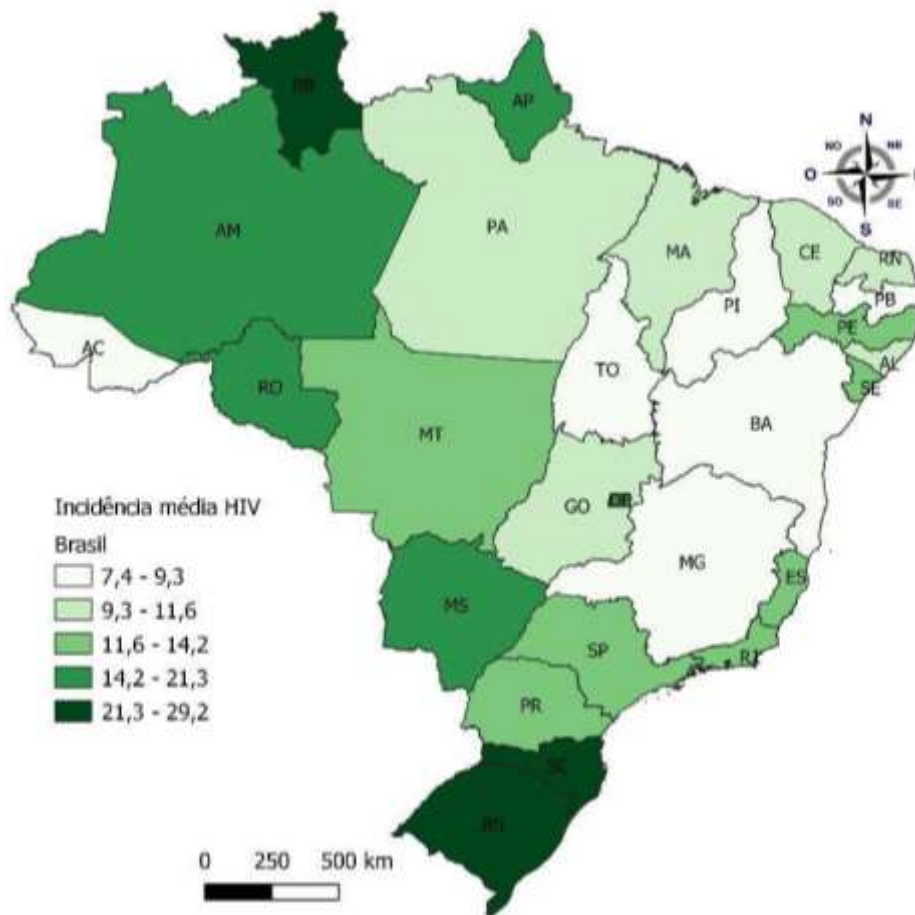 RR
AP
N
NO
NE
O
SO
SE
S
AM
PA
MA
CE
RN
PI
PB
PE
AC
TO
AL
SE
RO
BA
MT
GO
DF
Incidência média HIV
Brasil
7,4 - 9,3
9,3 - 11,6
11,6 - 14,2
14,2 - 21,3
21,3 - 29,2
MG
ES
MS
SP
RJ
PR
SC
RS
0 250 500 km